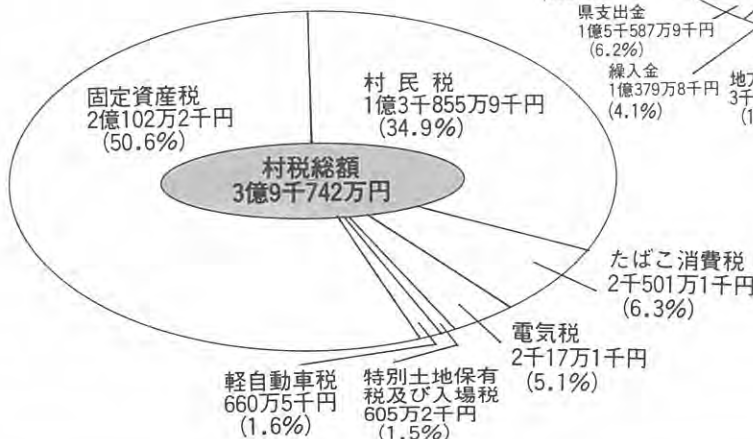 県支出金
1億5千587万9千円
(6.2%)
繰入金
1億379万8千円
(4.1%)
固定資産税
2億102万2千円
(50.6%)
村民税
1億3千855万9千円
(34.9%)
村税総額
3億9千742万円
たばこ消費税
2千501万1千円
(6.3%)
電気税
2千17万1千円
(5.1%)
特別土地保有
税及び入場税
605万2千円
(1.5%)
軽自動車税
660万5千円
(1.6%)